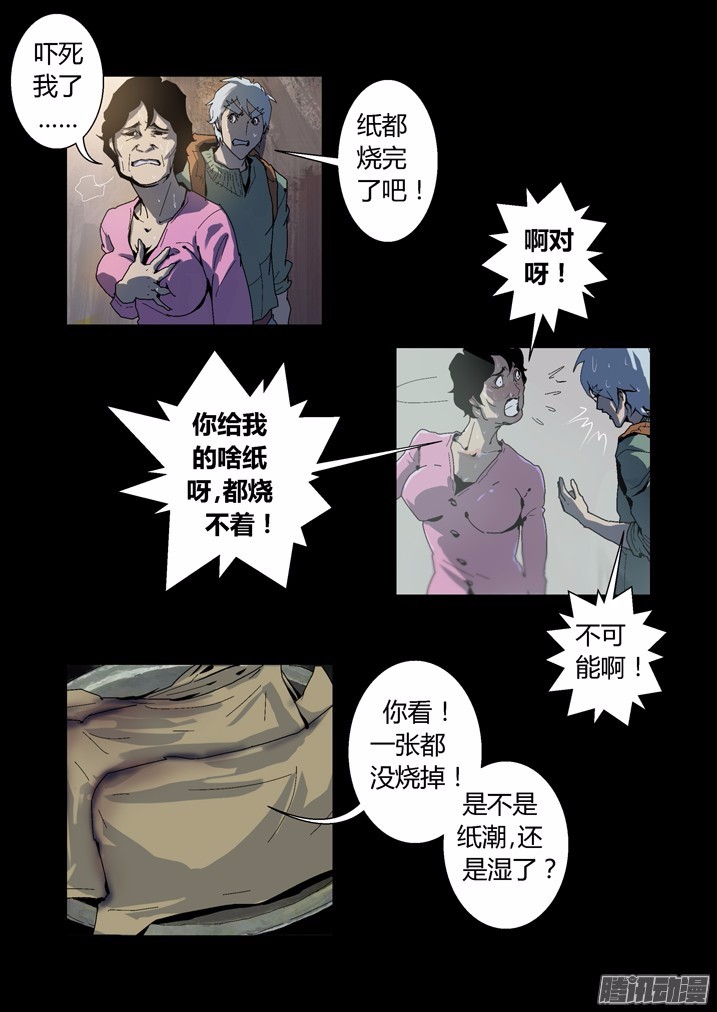 吓死
我了
……
纸都
烧完
了吧！
啊对
呀！
你给我
的啥纸
呀,都烧
不着！
不可
能啊！
你看！
一张都
没烧掉！
是不是
纸潮,还
是湿了？
腾讯动漫